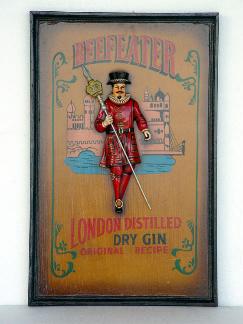 BEEFEATER
LONDON DISTILLED
DRY GIN
ORIGINAL RECIPE